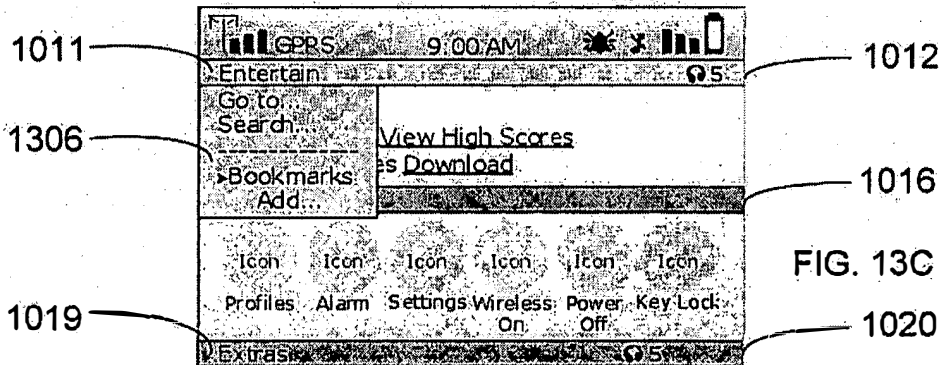 GPRS 9:00 AM
1011 Entertain 5 1012
Go to...
Search...
1306 View High Scores
es Download
Bookmarks
Add...
1016
Icon Icon Icon Icon Icon Icon
FIG. 13C
Profiles Alarm Settings Wireless On Power Off Key Lock
1019 Extras 5 1020